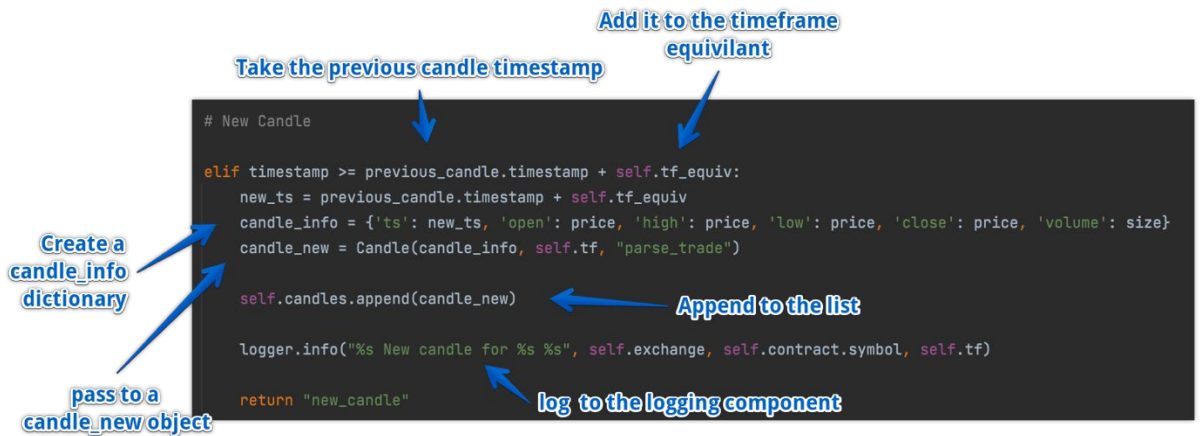 Add it to the timeframe
equivilant
Take the previous candle timestamp
# New Candle
elif timestamp >= previous_candle.timestamp + self.tf_equiv:
new_ts = previous_candle.timestamp + self.tf_equiv
candle_info = {'ts': new_ts, 'open': price, 'high': price, 'low': price, 'close': price, 'volume': size}
candle_new = Candle(candle_info, self.tf, "parse_trade")
Create a
candle_info
dictionary
self.candles.append(candle_new)
Append to the list
logger.info("%s New candle for %s %s", self.exchange, self.contract.symbol, self.tf)
pass to a
candle_new object
return "new_candle"
log to the logging component